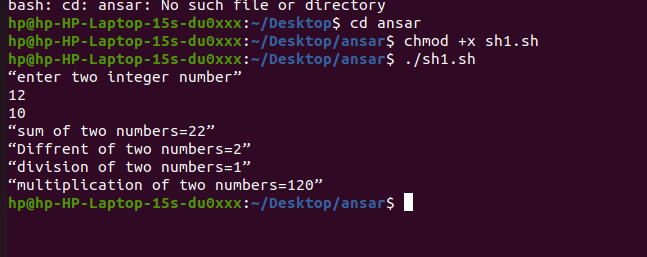 bash: cd: ansar: No such file or directory
hp@hp-HP-Laptop-15s-du0xxx:~/Desktop$ cd ansar
hp@hp-HP-Laptop-15s-du0xxx:~/Desktop/ansar$ chmod +x sh1.sh
hp@hp-HP-Laptop-15s-du0xxx:~/Desktop/ansar$ ./sh1.sh
“enter two integer number”
12
10
“sum of two numbers=22”
“Diffrent of two numbers=2”
“division of two numbers=1”
“multiplication of two numbers=120”
hp@hp-HP-Laptop-15s-du0xxx:~/Desktop/ansar$